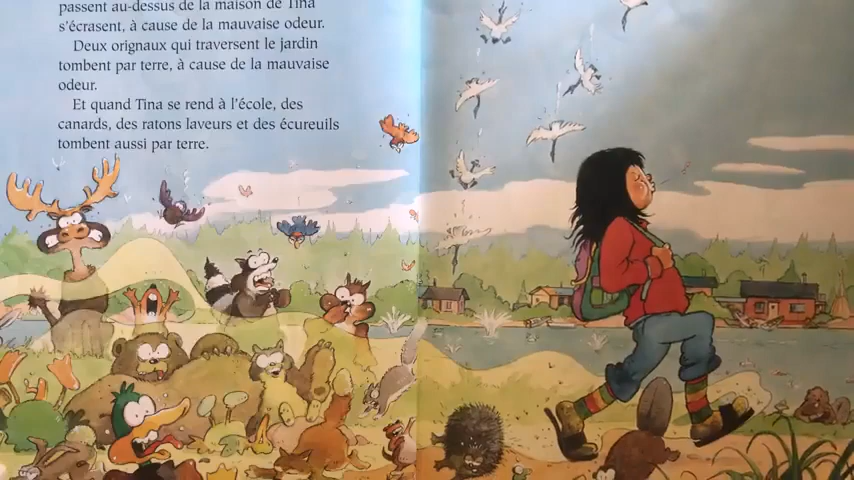 passent au-dessus de la maison de Tina
s'écrasent, à cause de la mauvaise odeur.
Deux orignaux qui traversent le jardin
tombent par terre, à cause de la mauvaise
odeur.
Et quand Tina se rend à l'école, des
canards, des ratons laveurs et des écureuils
tombent aussi par terre.